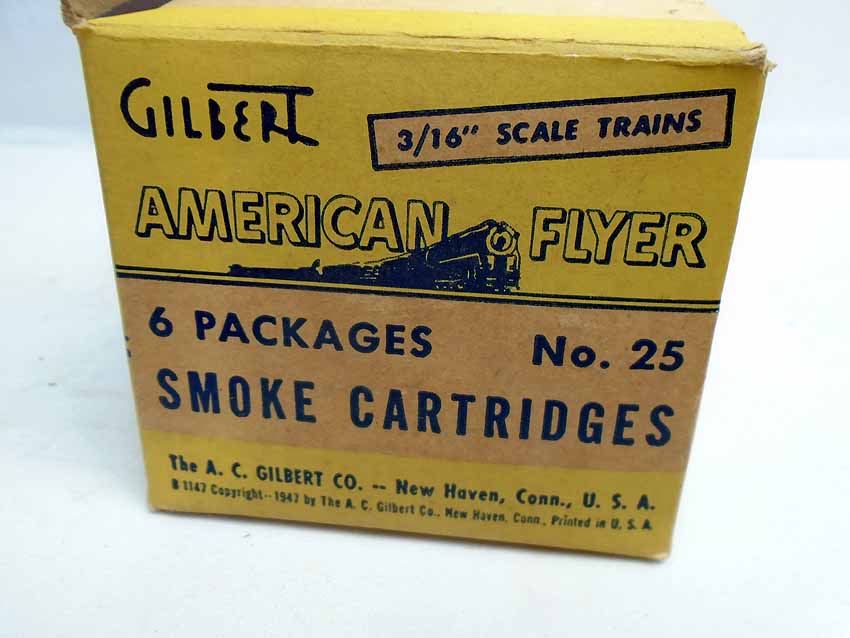 GILBERT
3/16" SCALE TRAINS
AMERICAN FLYER
6 PACKAGES No. 25
SMOKE CARTRIDGES
The A. C. GILBERT CO. -- New Haven, Conn., U. S. A.
1147 Copyright--1947 by The A. C. Gilbert Co., New Haven, Conn., Printed in U. S. A.